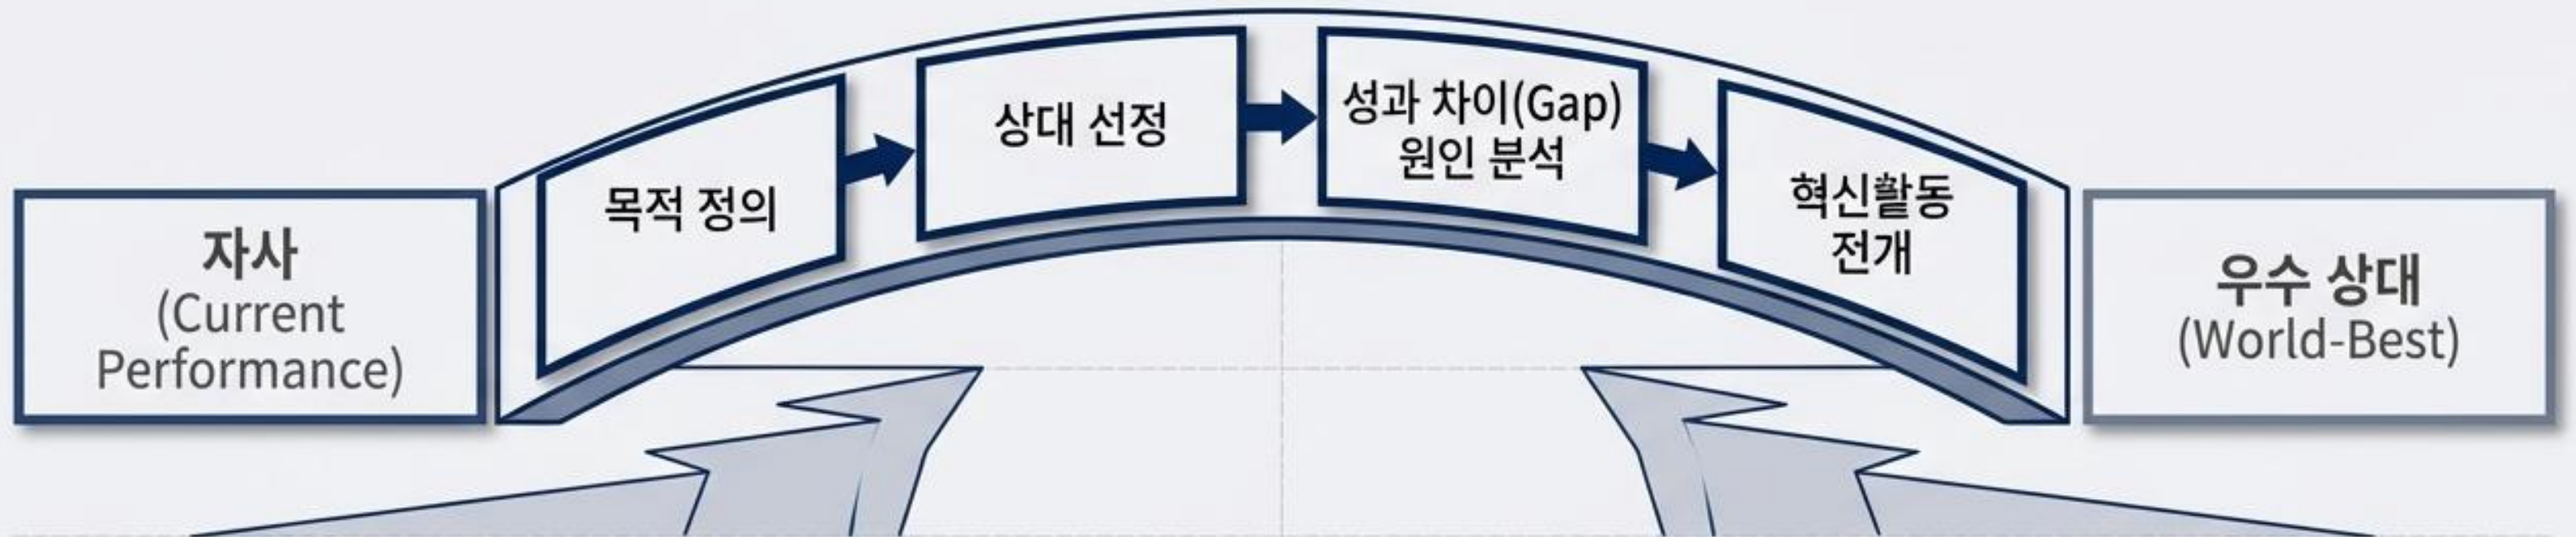 자사
(Current
Performance)
목적 정의
상대 선정
성과 차이(Gap)
원인 분석
혁신활동
전개
우수 상대
(World-Best)